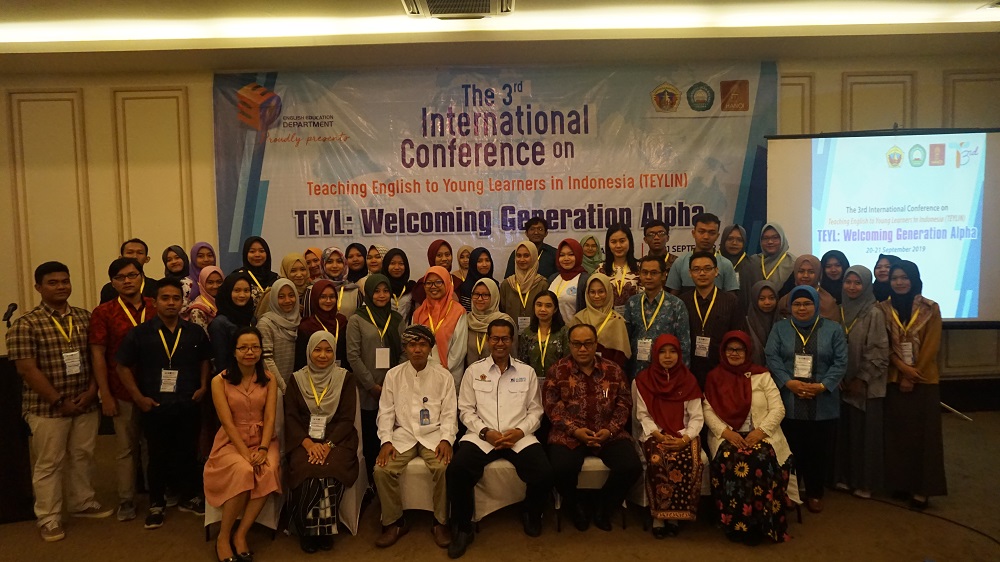 ENGLISH EDUCATION
DEPARTMENT
Proudly presents
The 3rd
International
Conference on
Teaching English to Young Learners in Indonesia (TEYLIN)
TEYL: Welcoming Generation Alpha
SEPT
3rd
The 3rd International Conference on
Teaching English to Young Learners in Indonesia (TEYLIN)
TEYL: Welcoming Generation Alpha
20-21 September 2019